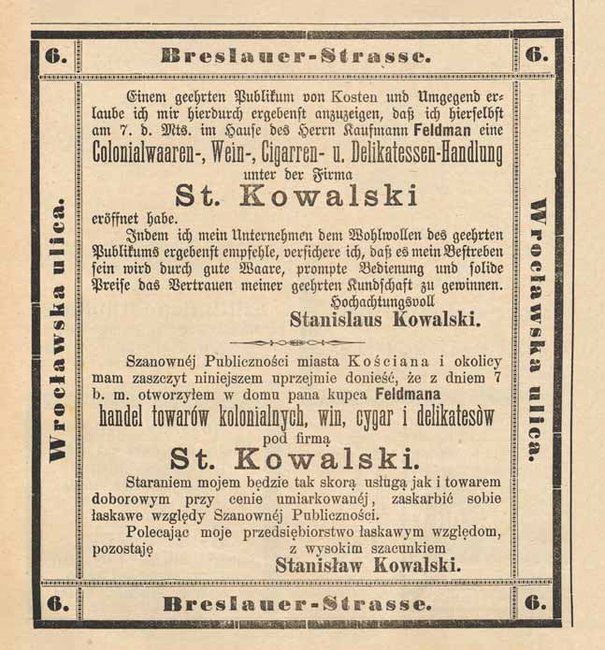 6. Breslauer-Strasse. 6.
Wrocławska ulica.
Einem geehrten Publikum von Kosten und Umgegend er-
laube ich mir hierdurch ergebenst anzuzeigen, daß ich hierselbst
am 7. d. Mts. im Hause des Herrn Kaufmann Feldman eine
Colonialwaaren-, Wein-, Cigarren- u. Delikatessen-Handlung
unter der Firma
St. Kowalski
eröffnet habe.
Indem ich mein Unternehmen dem Wohlwollen des geehrten
Publikums ergebenst empfehle, versichere ich, daß es mein Bestreben
sein wird durch gute Waare, prompte Bedienung und solide
Preise das Vertrauen meiner geehrten Kundschaft zu gewinnen.
Hochachtungsvoll
Stanislaus Kowalski.
Szanownéj Publiczności miasta Kościana i okolicy
mam zaszczyt niniejszem uprzejmie donieść, że z dniem 7
b. m. otworzyłem w domu pana kupca Feldmana
handel towarów kolonialnych, win, cygar i delikatesòw
pod firmą
St. Kowalski.
Staraniem mojem będzie tak skorą usługą jak i towarem
doborowym przy cenie umiarkowanéj, zaskarbić sobie
łaskawe względy Szanownéj Publiczności.
Polecając moje przedsiębiorstwo łaskawym względom,
pozostaję z wysokim szacunkiem
Stanisław Kowalski.
Wrocławska ulica.
6. Breslauer-Strasse. 6.